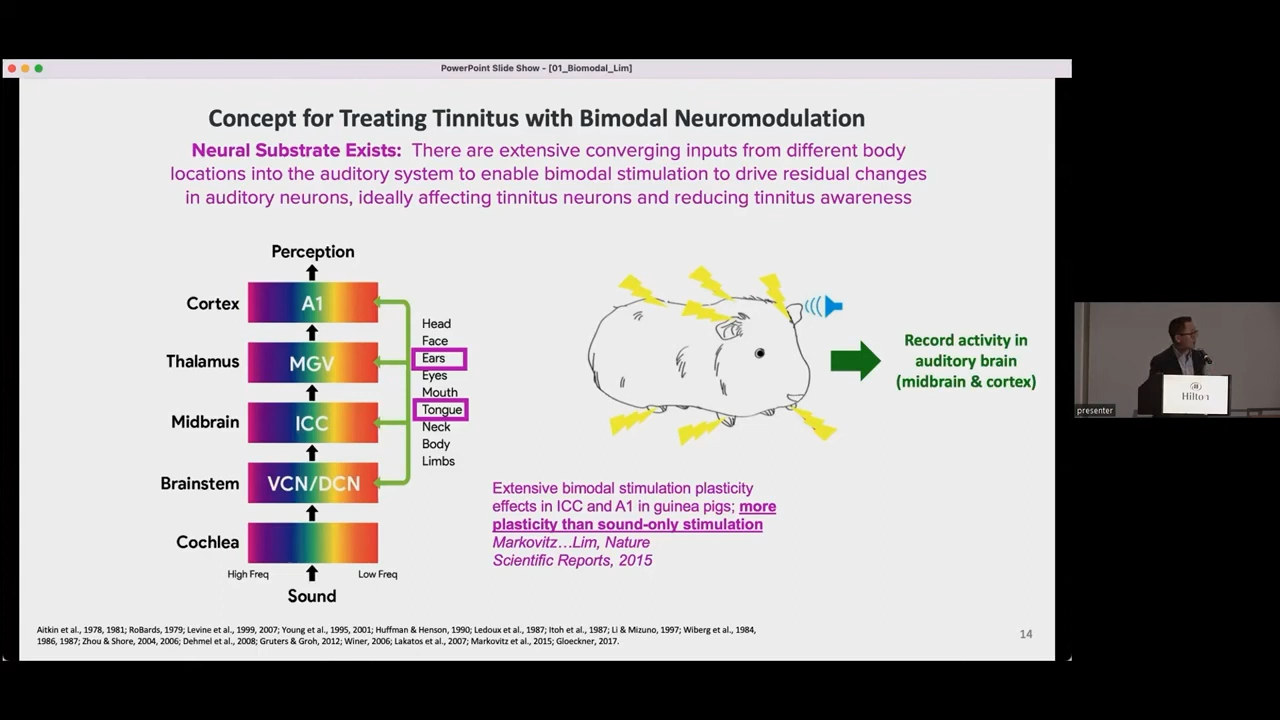 PowerPoint Slide Show - [01_Biomodal_Lim]
Concept for Treating Tinnitus with Bimodal Neuromodulation
Neural Substrate Exists: There are extensive converging inputs from different body
locations into the auditory system to enable bimodal stimulation to drive residual changes
in auditory neurons, ideally affecting tinnitus neurons and reducing tinnitus awareness
Perception
Cortex
A1
Thalamus
MGV
Midbrain
ICC
Brainstem
VCN/DCN
Cochlea
High Freq
Low Freq
Sound
Head
Face
Ears
Eyes
Mouth
Tongue
Neck
Body
Limbs
Record activity in
auditory brain
(midbrain & cortex)
Extensive bimodal stimulation plasticity
effects in ICC and A1 in guinea pigs; more
plasticity than sound-only stimulation
Markovitz...Lim, Nature
Scientific Reports, 2015
Aitkin et al., 1978, 1981; RoBards, 1979; Levine et al., 1999, 2007; Young et al., 1995, 2001; Huffman & Henson, 1990; Ledoux et al., 1987; Itoh et al., 1987; Li & Mizuno, 1997; Wiberg et al., 1984,
1986, 1987; Zhou & Shore, 2004, 2006; Dehmel et al., 2008; Gruters & Groh, 2012; Winer, 2006; Lakatos et al., 2007; Markovitz et al., 2015; Gloeckner, 2017.
14
Hilton
presenter